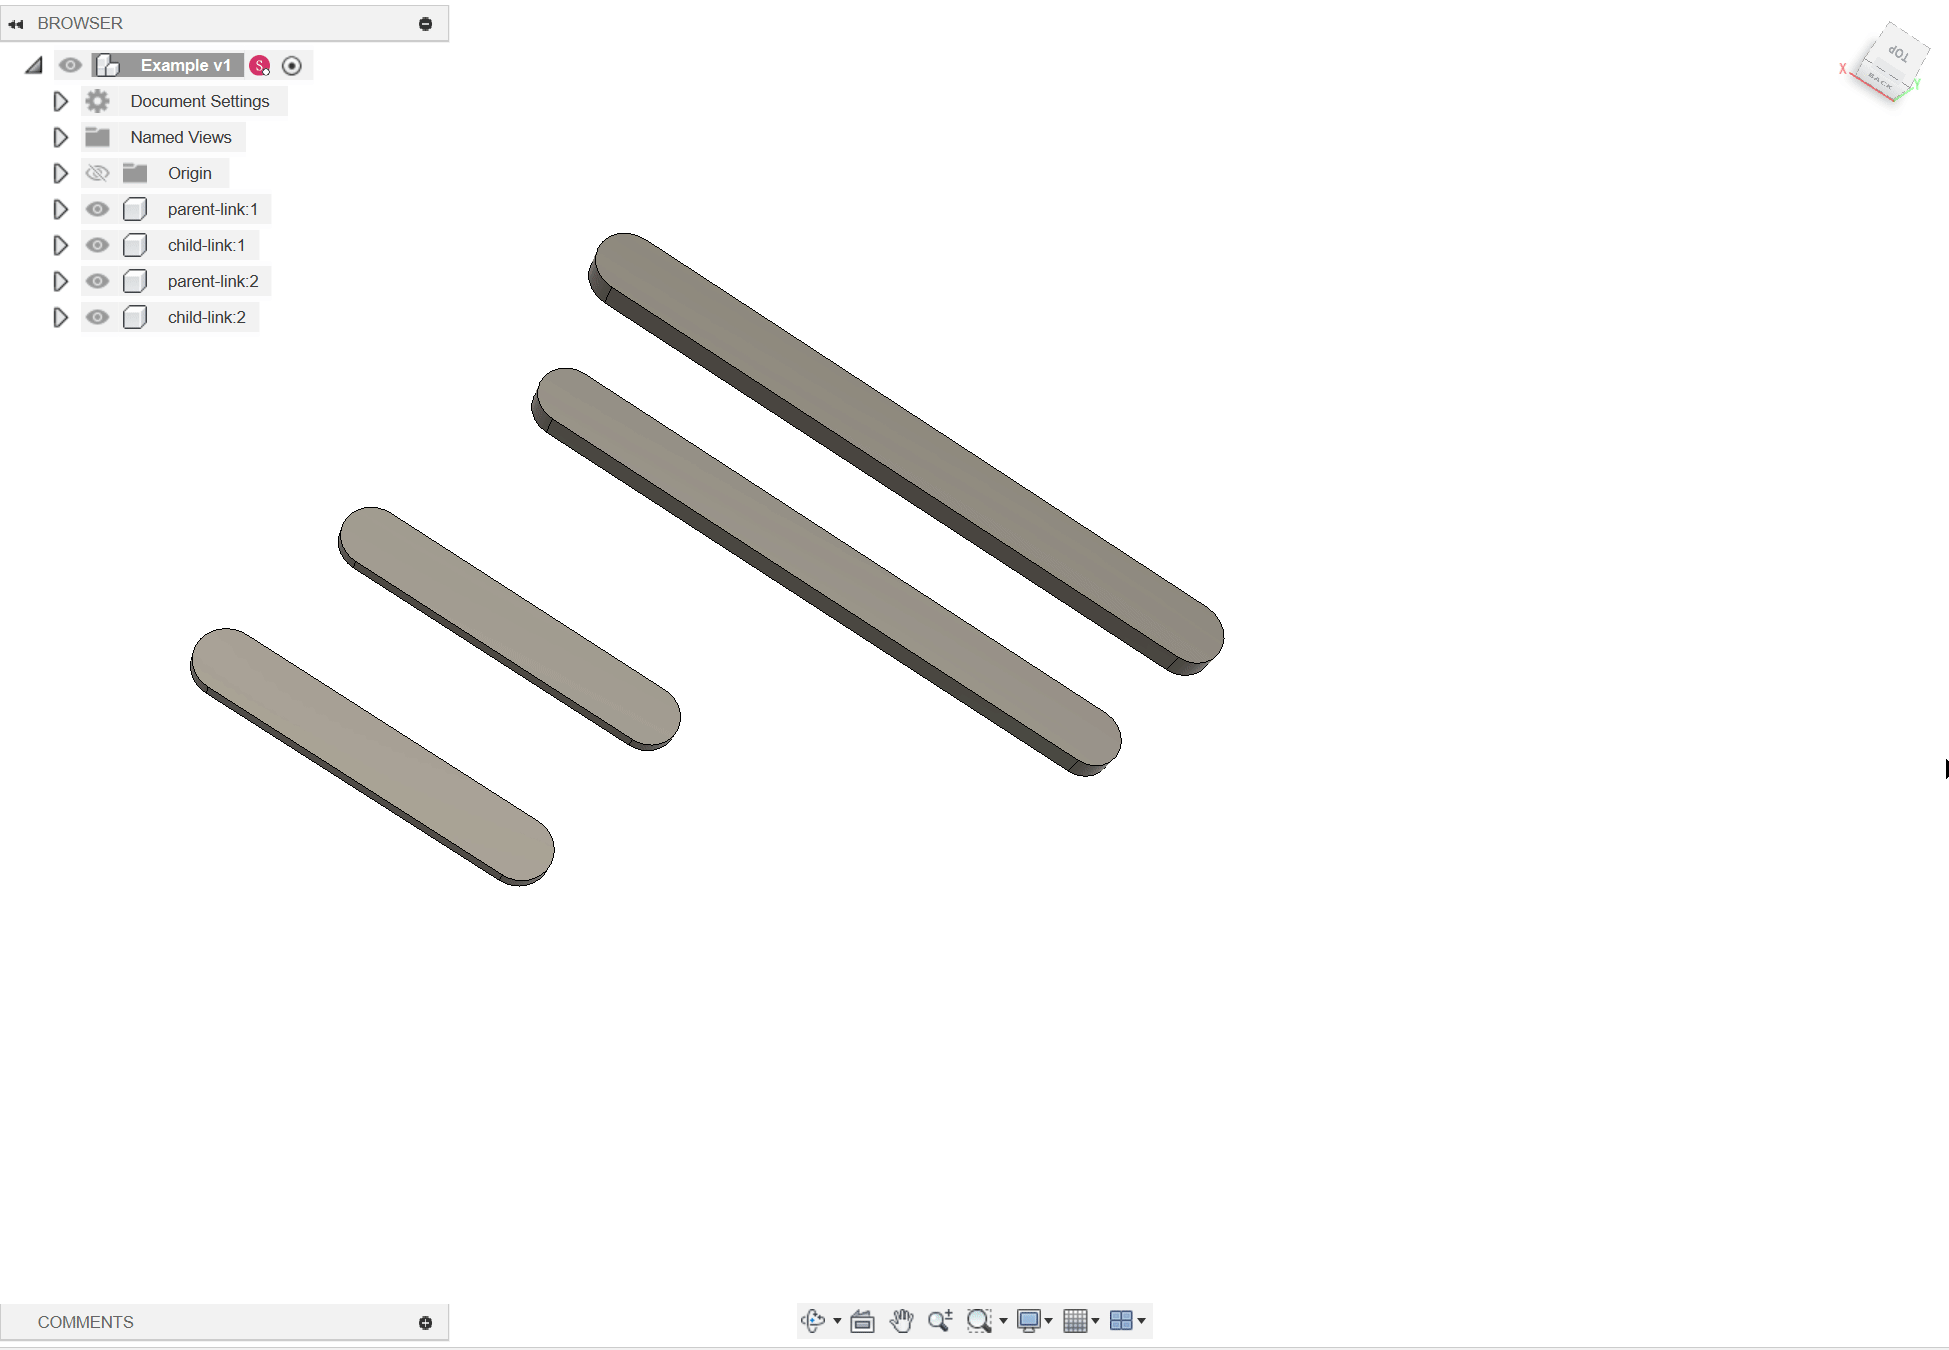 BROWSER
Example v1 S
Document Settings
Named Views
Origin
parent-link:1
child-link:1
parent-link:2
child-link:2
TOP
BACK
X
Y
COMMENTS